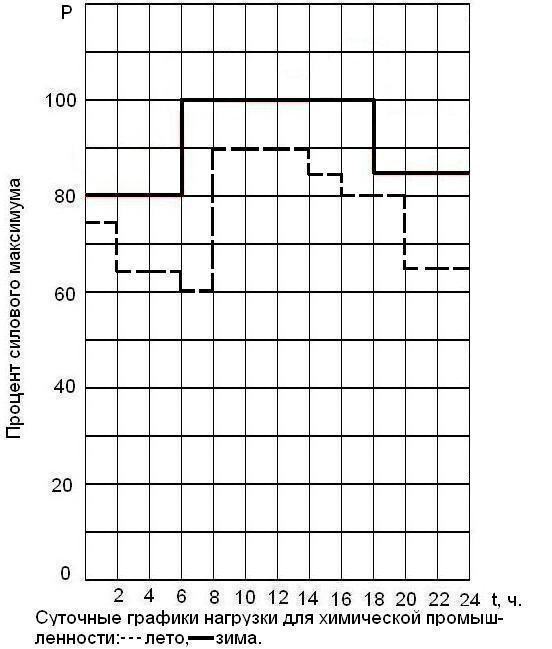 P
100
80
60
40
20
0
Процент силового максимума
2 4 6 8 10 12 14 16 18 20 22 24 t, ч.
Суточные графики нагрузки для химической промыш-
ленности:---лето,—зима.